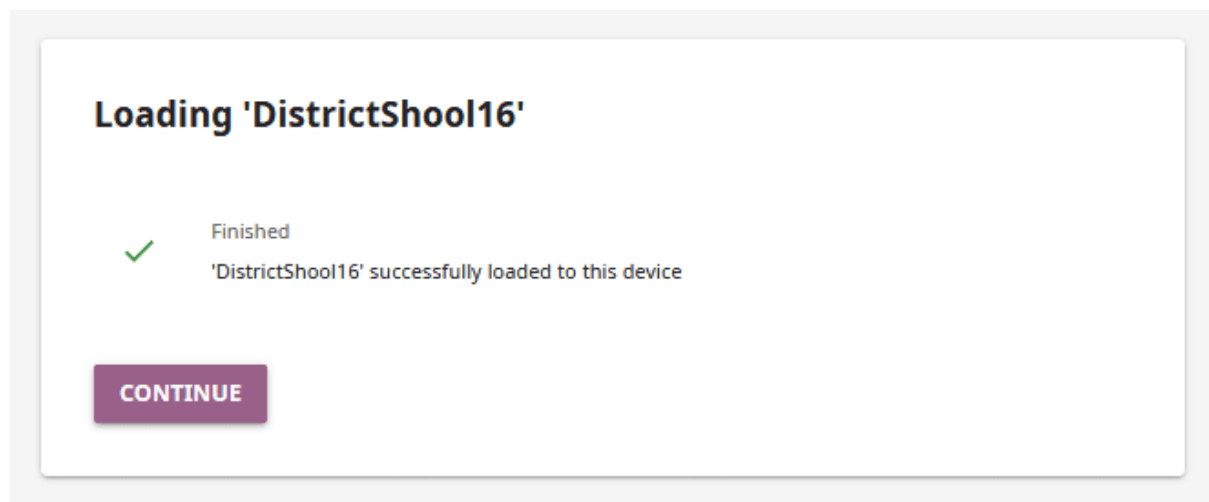 Loading 'DistrictShool16'
Finished
'DistrictShool16' successfully loaded to this device
CONTINUE